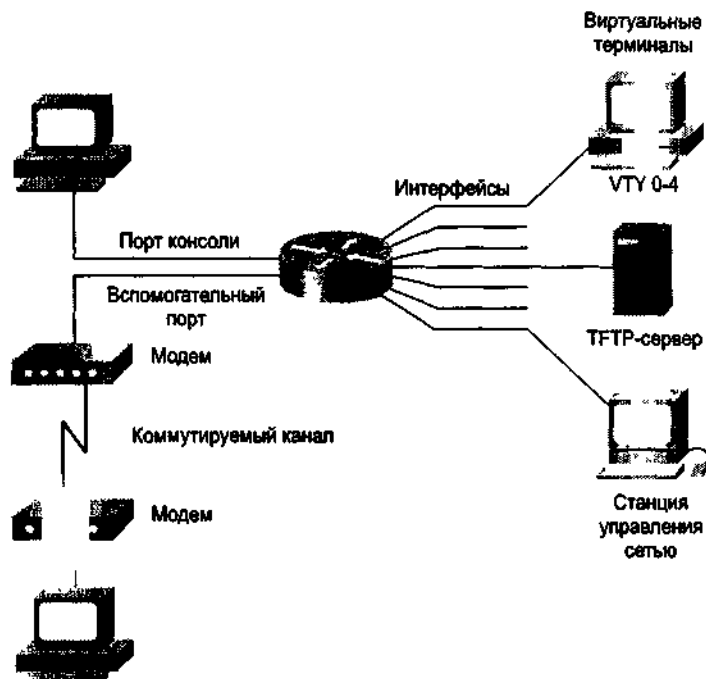 Виртуальные
терминалы
VTY 0-4
Интерфейсы
Порт консоли
Вспомогательный
порт
Модем
TFTP-сервер
Коммутируемый канал
Модем
Станция
управления
сетью